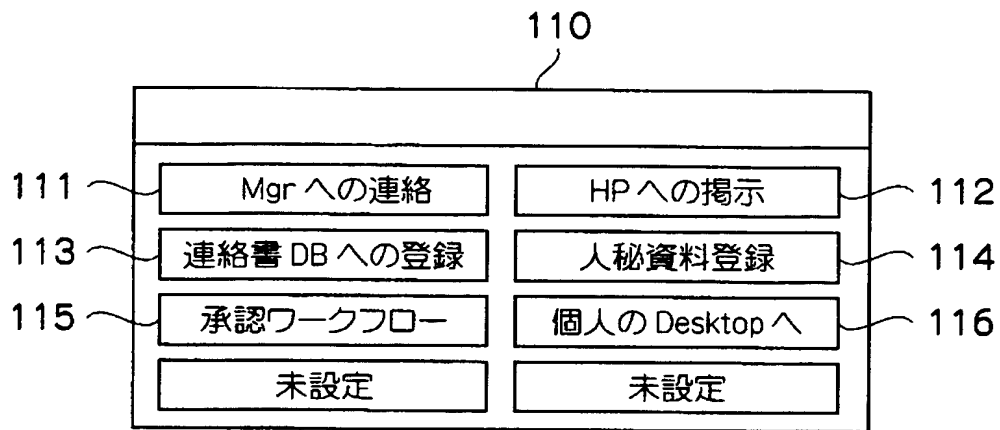 110
111 Mgr への連絡 HP への掲示 112
113 連絡書 DB への登録 人秘資料登録 114
115 承認ワークフロー 個人の Desktop へ 116
未設定 未設定